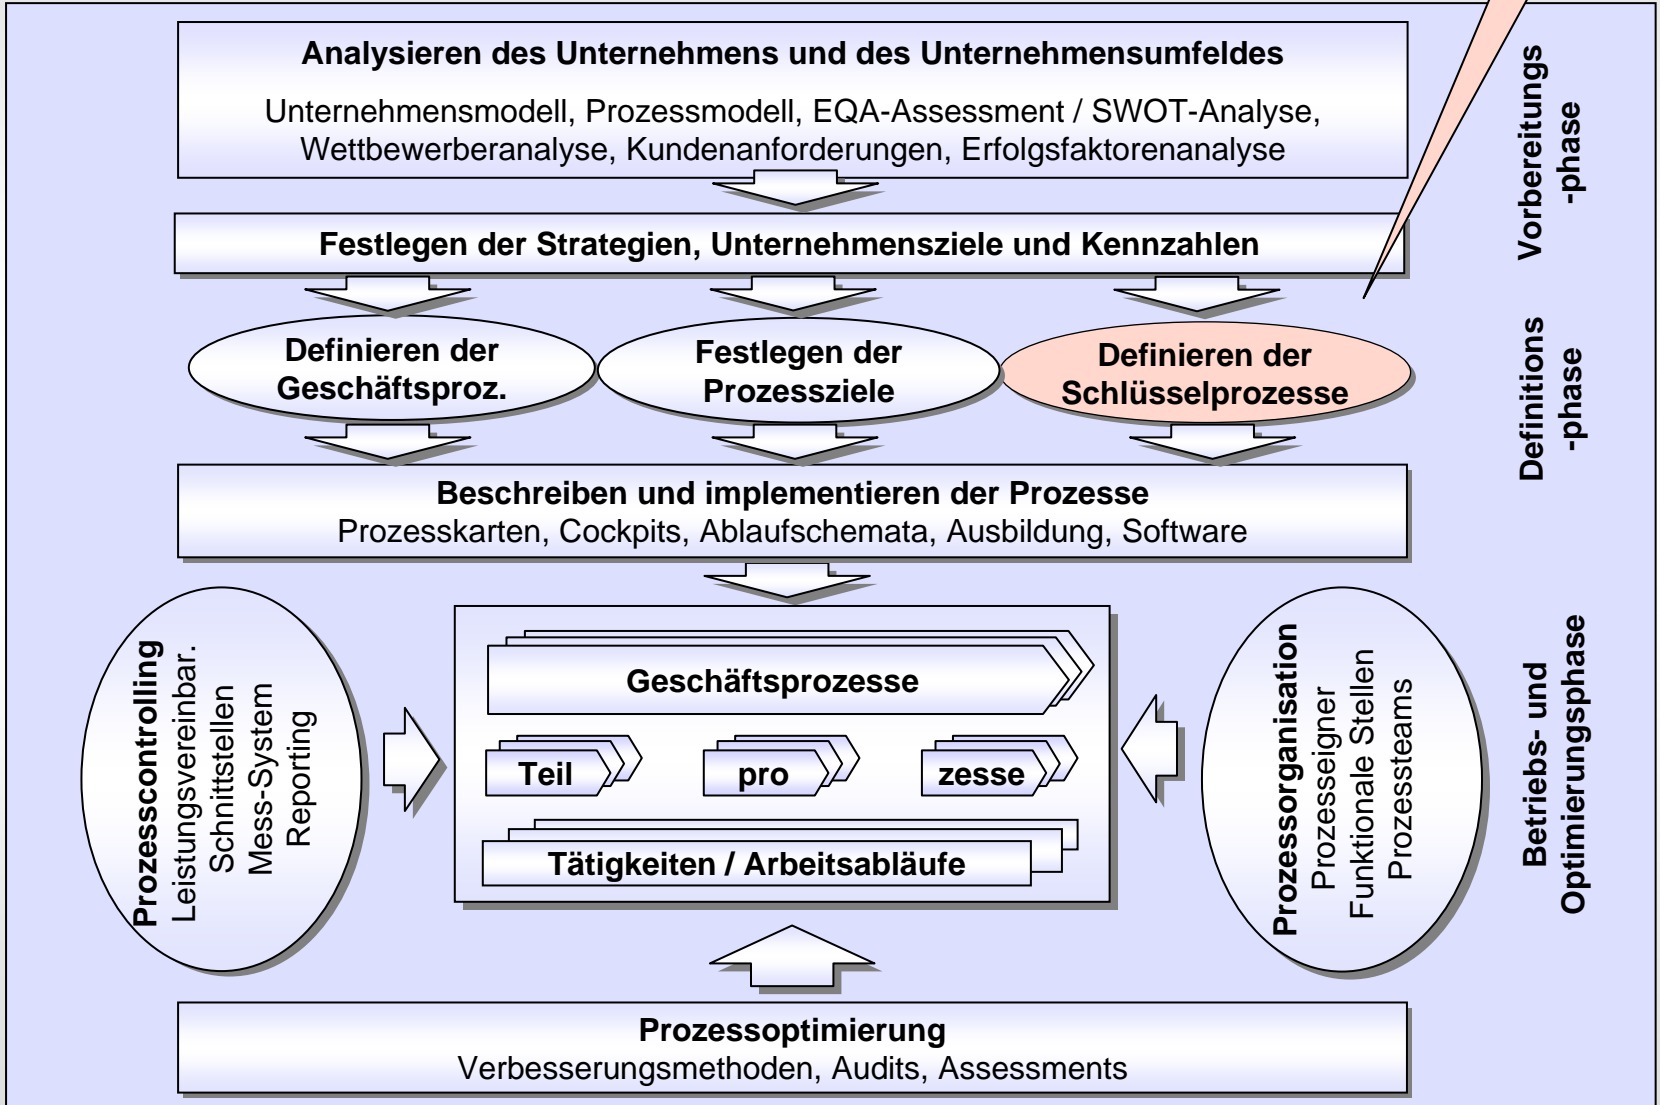 Analysieren des Unternehmens und des Unternehmensumfeldes
Unternehmensmodell, Prozessmodell, EQA-Assessment / SWOT-Analyse,
Wettbewerberanalyse, Kundenanforderungen, Erfolgsfaktorenanalyse
Vorbereitungs
-phase
Festlegen der Strategien, Unternehmensziele und Kennzahlen
Definieren der
Geschäftsproz.
Festlegen der
Prozessziele
Definieren der
Schlüsselprozesse
Definitions
-phase
Beschreiben und implementieren der Prozesse
Prozesskarten, Cockpits, Ablaufschemata, Ausbildung, Software
Prozesscontrolling
Leistungsvereinbar.
Schnittstellen
Mess-System
Reporting
Geschäftsprozesse
Teil
pro
zesse
Tätigkeiten / Arbeitsabläufe
Prozessorganisation
Prozesseigner
Funktionale Stellen
Prozessteams
Betriebs- und
Optimierungsphase
Prozessoptimierung
Verbesserungsmethoden, Audits, Assessments